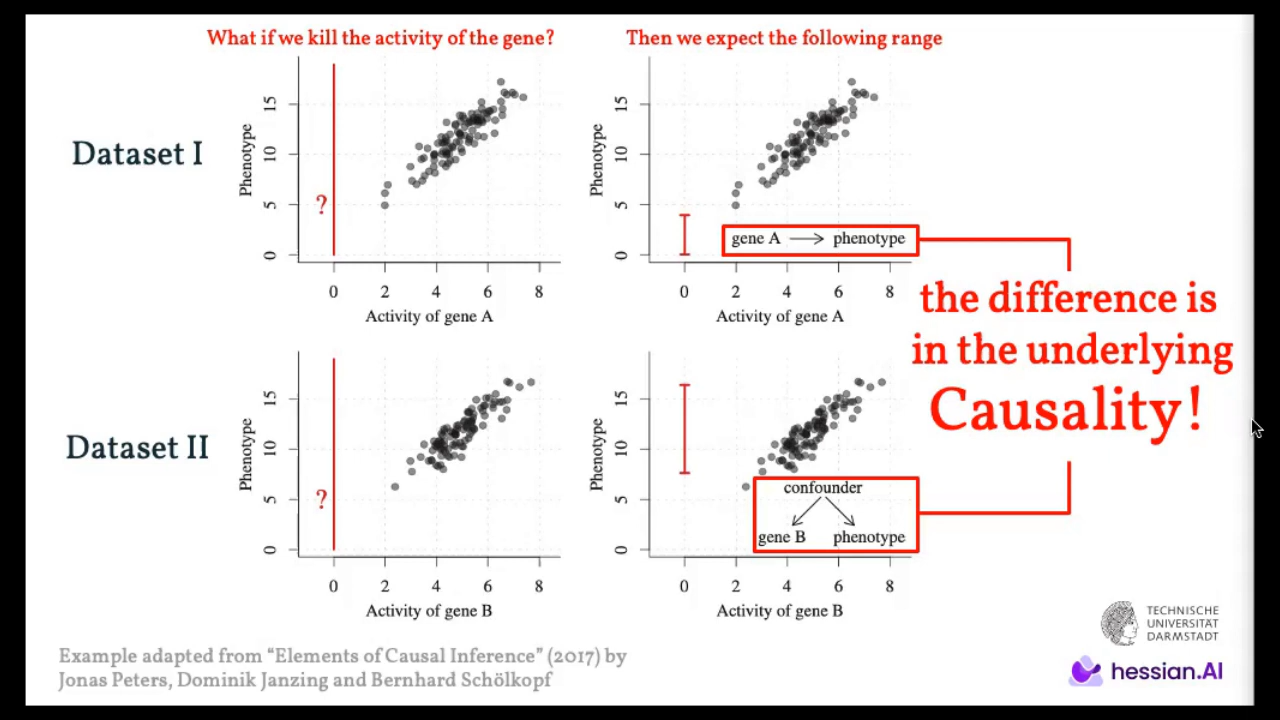 What if we kill the activity of the gene?
Then we expect the following range
Dataset I
Phenotype
15
10
5
0
?
0 2 4 6 8
Activity of gene A
Phenotype
15
10
5
0
gene A phenotype
0 2 4 6 8
Activity of gene A
the difference is
in the underlying
Causality!
Dataset II
Phenotype
15
10
5
0
?
0 2 4 6 8
Activity of gene B
Phenotype
15
10
5
0
confounder
gene B phenotype
0 2 4 6 8
Activity of gene B
Example adapted from “Elements of Causal Inference” (2017) by
Jonas Peters, Dominik Janzing and Bernhard Schölkopf
TECHNISCHE
UNIVERSITÄT
DARMSTADT
hessian.AI